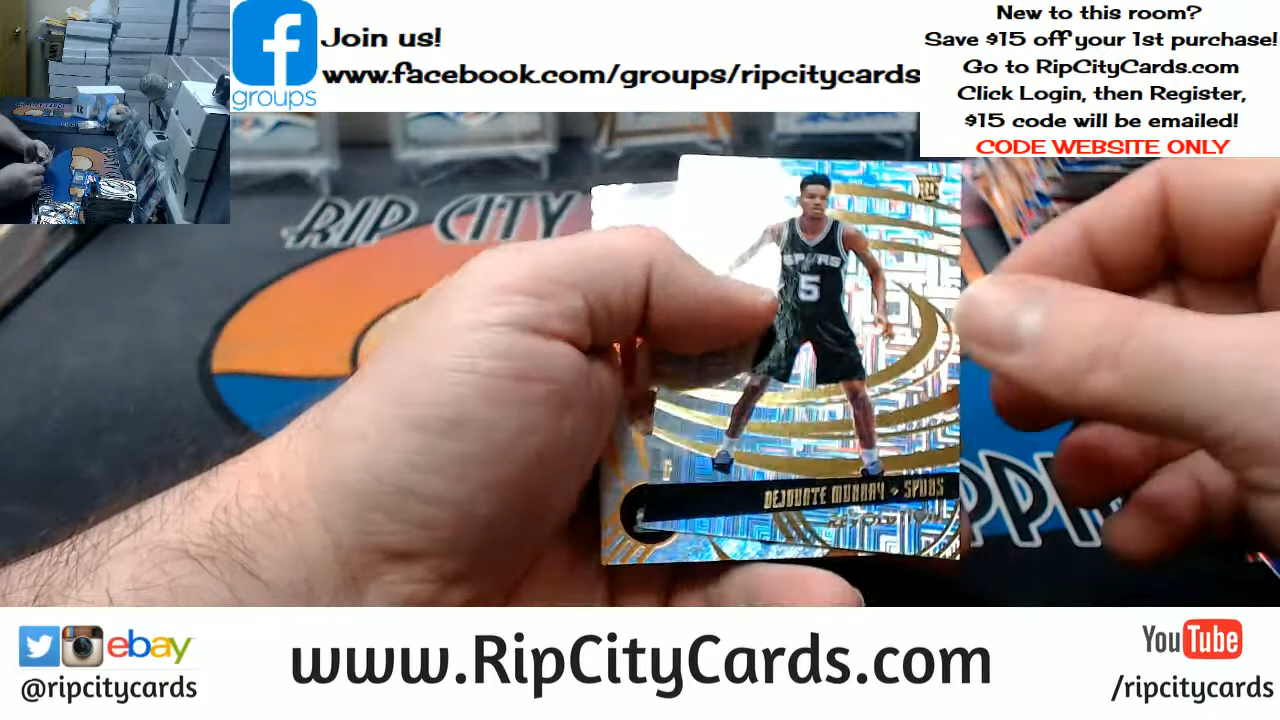 f
groups
Join us!
www.facebook.com/groups/ripcitycards
New to this room?
Save $15 off your 1st purchase!
Go to RipCityCards.com
Click Login, then Register,
$15 code will be emailed!
CODE WEBSITE ONLY
RIP CITY
SPURS
5
DEJOUNTE MURRAY + SPURS
REVOLUTION
ebay
@ripcitycards
www.RipCityCards.com
You Tube
/ripcitycards